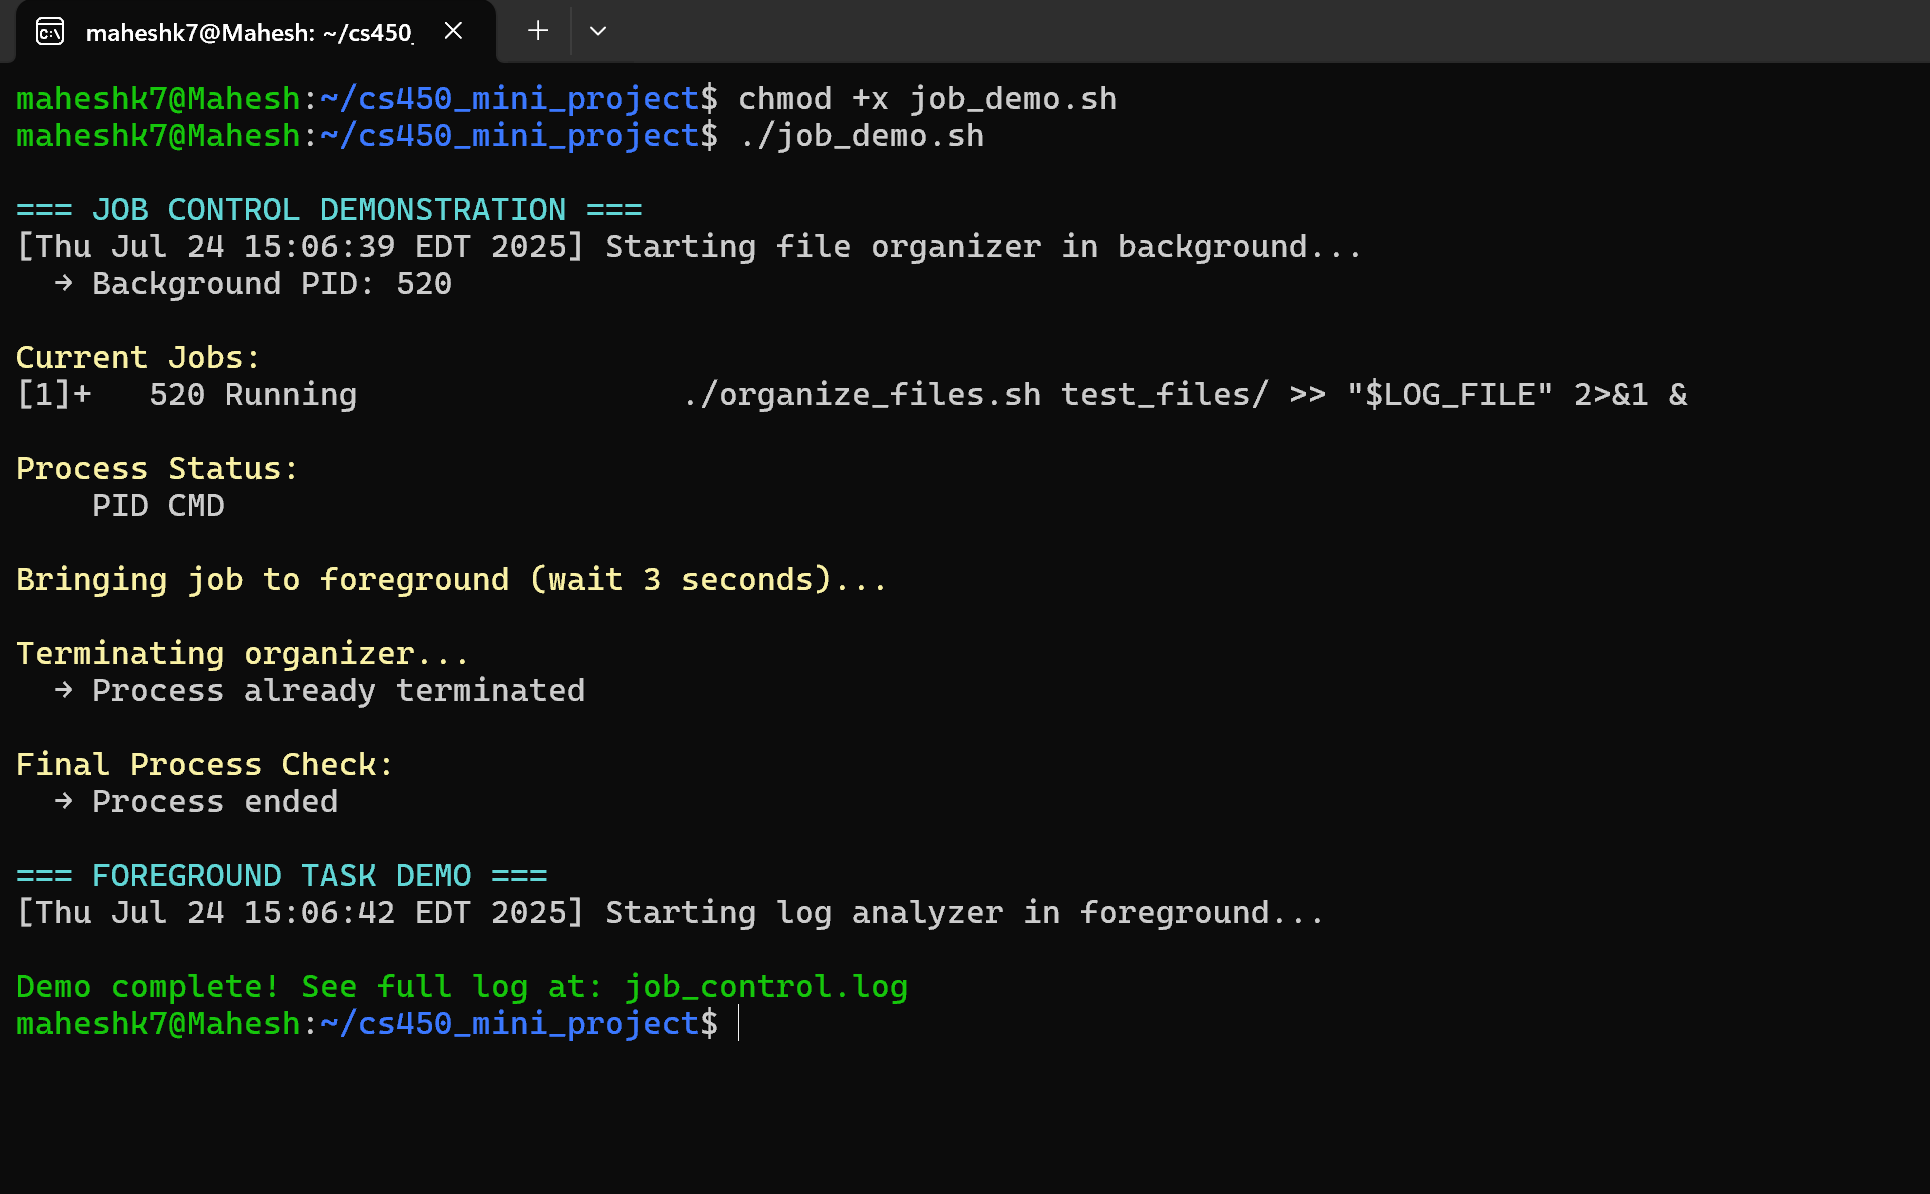 maheshk7@Mahesh: ~/cs450_
maheshk7@Mahesh:~/cs450_mini_project$ chmod +x job_demo.sh
maheshk7@Mahesh:~/cs450_mini_project$ ./job_demo.sh
=== JOB CONTROL DEMONSTRATION ===
[Thu Jul 24 15:06:39 EDT 2025] Starting file organizer in background...
→ Background PID: 520
Current Jobs:
[1]+   520 Running                 ./organize_files.sh test_files/ >> "$LOG_FILE" 2>&1 &
Process Status:
PID CMD
Bringing job to foreground (wait 3 seconds)...
Terminating organizer...
→ Process already terminated
Final Process Check:
→ Process ended
=== FOREGROUND TASK DEMO ===
[Thu Jul 24 15:06:42 EDT 2025] Starting log analyzer in foreground...
Demo complete! See full log at: job_control.log
maheshk7@Mahesh:~/cs450_mini_project$